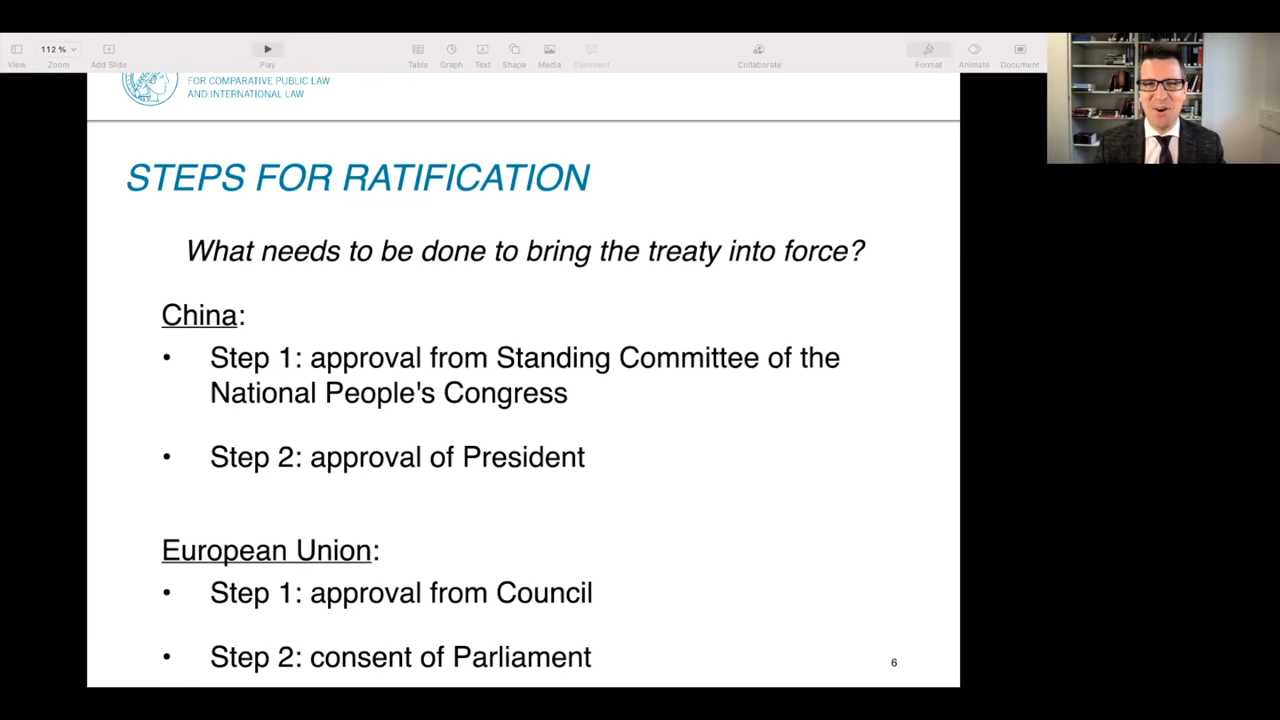 112 %
View
Zoom
Add Slide
Play
Table
Graph
Text
Shape
Media
Comment
Collaborate
Format
Animate
Document
FOR COMPARATIVE PUBLIC LAW
AND INTERNATIONAL LAW
STEPS FOR RATIFICATION
What needs to be done to bring the treaty into force?
China:
• Step 1: approval from Standing Committee of the
National People's Congress
• Step 2: approval of President
European Union:
• Step 1: approval from Council
• Step 2: consent of Parliament
6